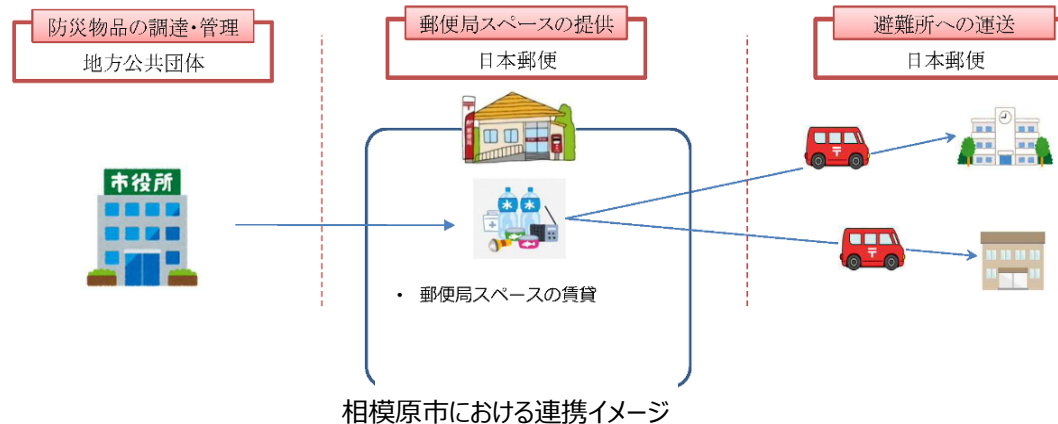 防災物品の調達・管理
地方公共団体
郵便局スペースの提供
日本郵便
避難所への運送
日本郵便
市役所
水 水
• 郵便局スペースの賃貸
〒
〒
相模原市における連携イメージ